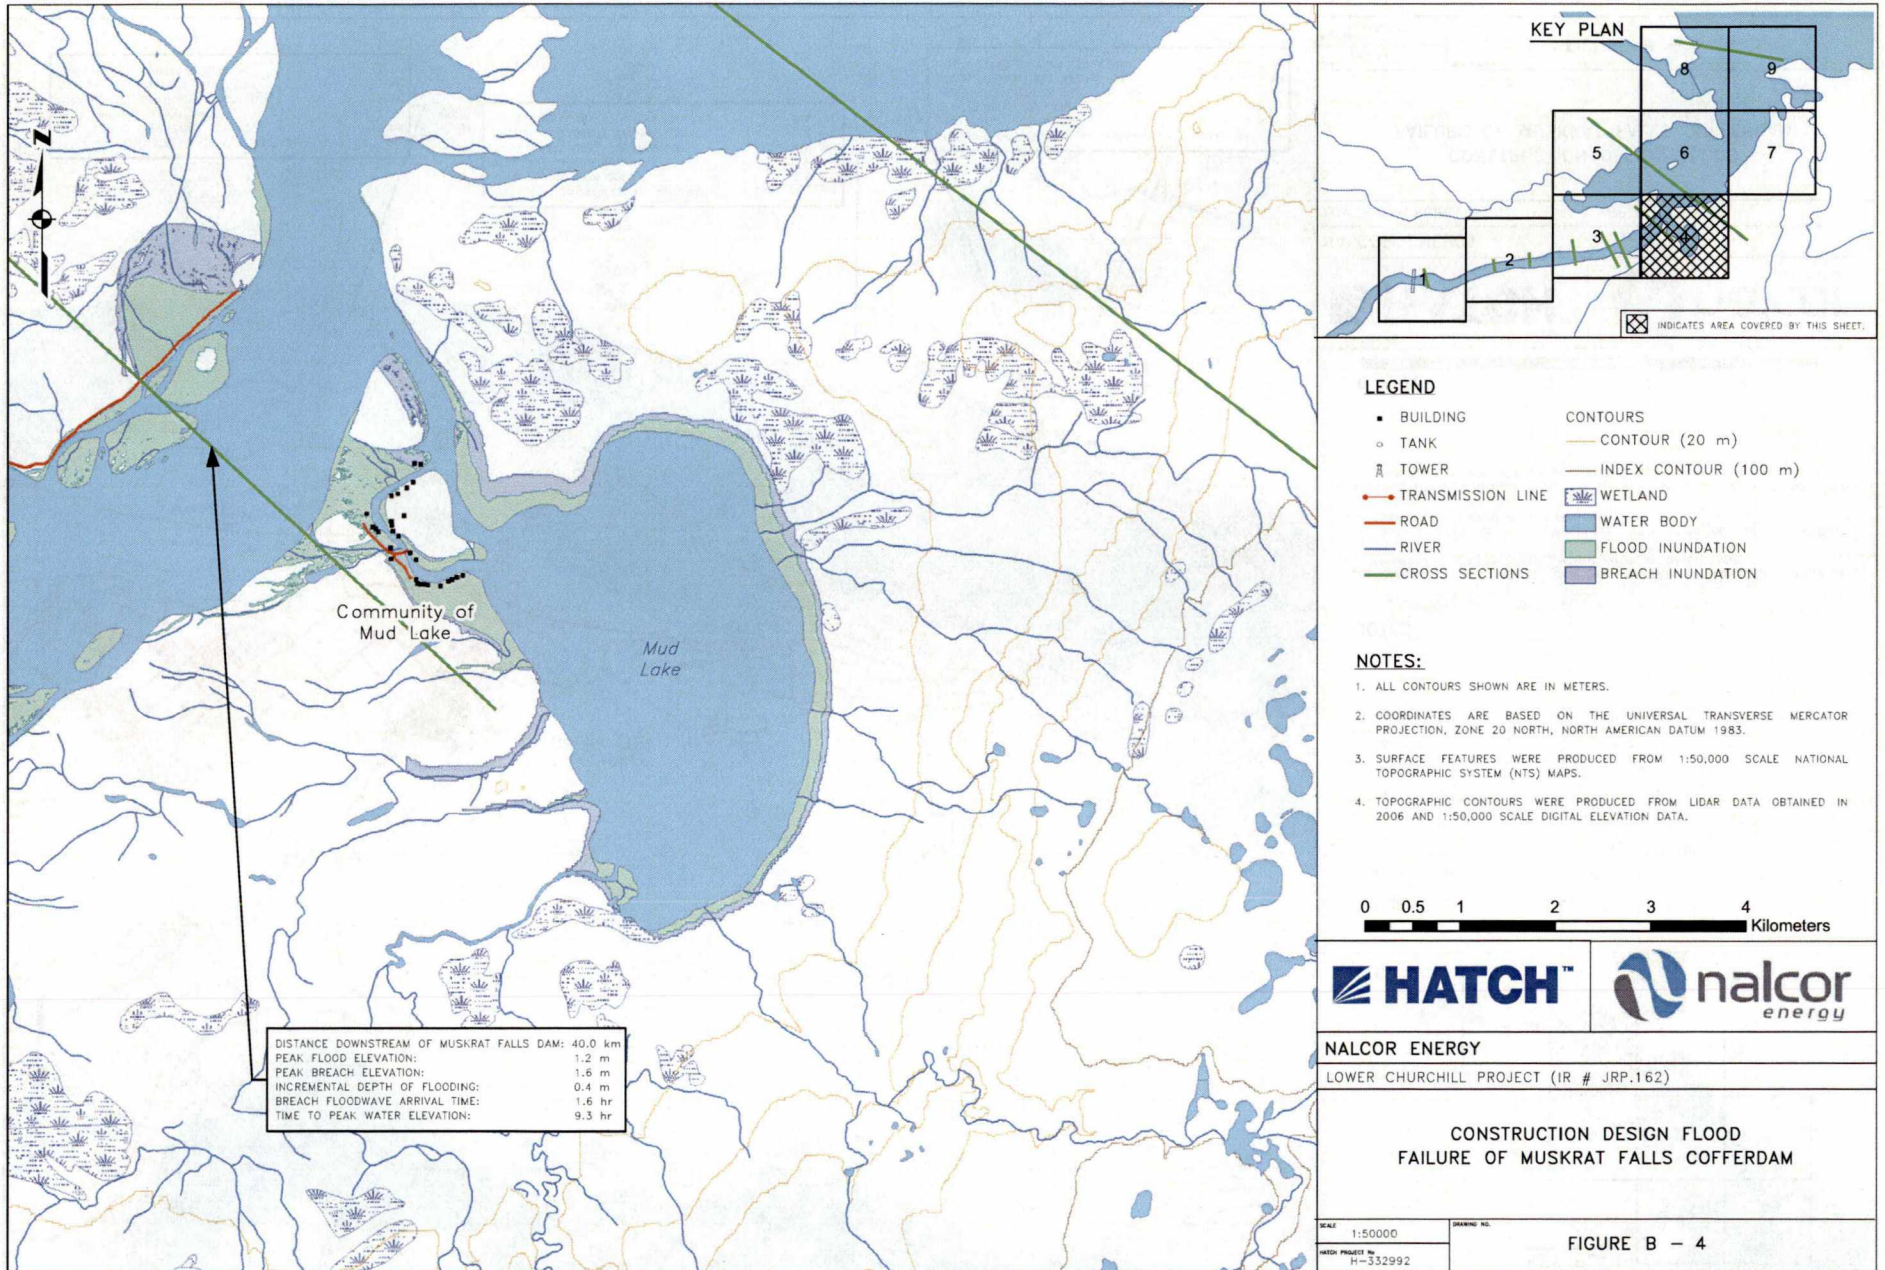 Z
Community of
Mud Lake
Mud
Lake
DISTANCE DOWNSTREAM OF MUSKRAT FALLS DAM: 40.0 km
PEAK FLOOD ELEVATION: 1.2 m
PEAK BREACH ELEVATION: 1.6 m
INCREMENTAL DEPTH OF FLOODING: 0.4 m
BREACH FLOODWAVE ARRIVAL TIME: 1.6 hr
TIME TO PEAK WATER ELEVATION: 9.3 hr
KEY PLAN
8
9
5
6
7
3
4
2
1
INDICATES AREA COVERED BY THIS SHEET.
LEGEND
BUILDING
TANK
TOWER
TRANSMISSION LINE
ROAD
RIVER
CROSS SECTIONS
CONTOURS
CONTOUR (20 m)
INDEX CONTOUR (100 m)
WETLAND
WATER BODY
FLOOD INUNDATION
BREACH INUNDATION
NOTES:
1. ALL CONTOURS SHOWN ARE IN METERS.
2. COORDINATES ARE BASED ON THE UNIVERSAL TRANSVERSE MERCATOR
PROJECTION, ZONE 20 NORTH, NORTH AMERICAN DATUM 1983.
3. SURFACE FEATURES WERE PRODUCED FROM 1:50,000 SCALE NATIONAL
TOPOGRAPHIC SYSTEM (NTS) MAPS.
4. TOPOGRAPHIC CONTOURS WERE PRODUCED FROM LIDAR DATA OBTAINED IN
2006 AND 1:50,000 SCALE DIGITAL ELEVATION DATA.
0 0.5 1 2 3 4
Kilometers
HATCH™
nalcor
energy
NALCOR ENERGY
LOWER CHURCHILL PROJECT (IR # JRP.162)
CONSTRUCTION DESIGN FLOOD
FAILURE OF MUSKRAT FALLS COFFERDAM
SCALE
1:50000
HATCH PROJECT No
H-332992
DRAWING NO.
FIGURE B - 4